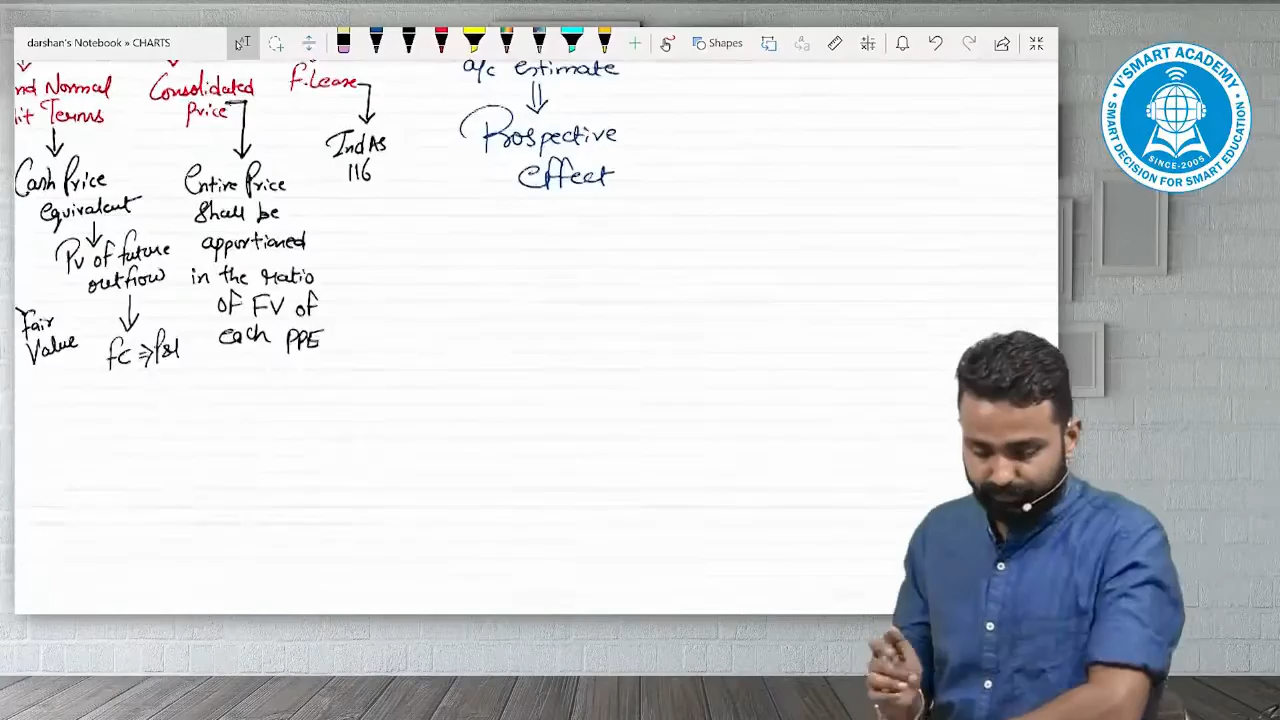 darshan's Notebook » CHARTS
Shapes
nd Normal
it Terms
Cash Price
equivalent
PV of future
outflow
Fair
Value
FC ⇒ P&l
Consolidated
Price
Entire Price
Shall be
apportioned
in the ratio
of FV of
each PPE
F. Lease
Ind AS
116
a/c estimate
Prospective
effect
V'SMART ACADEMY
SINCE-2005
SMART DECISION FOR SMART EDUCATION